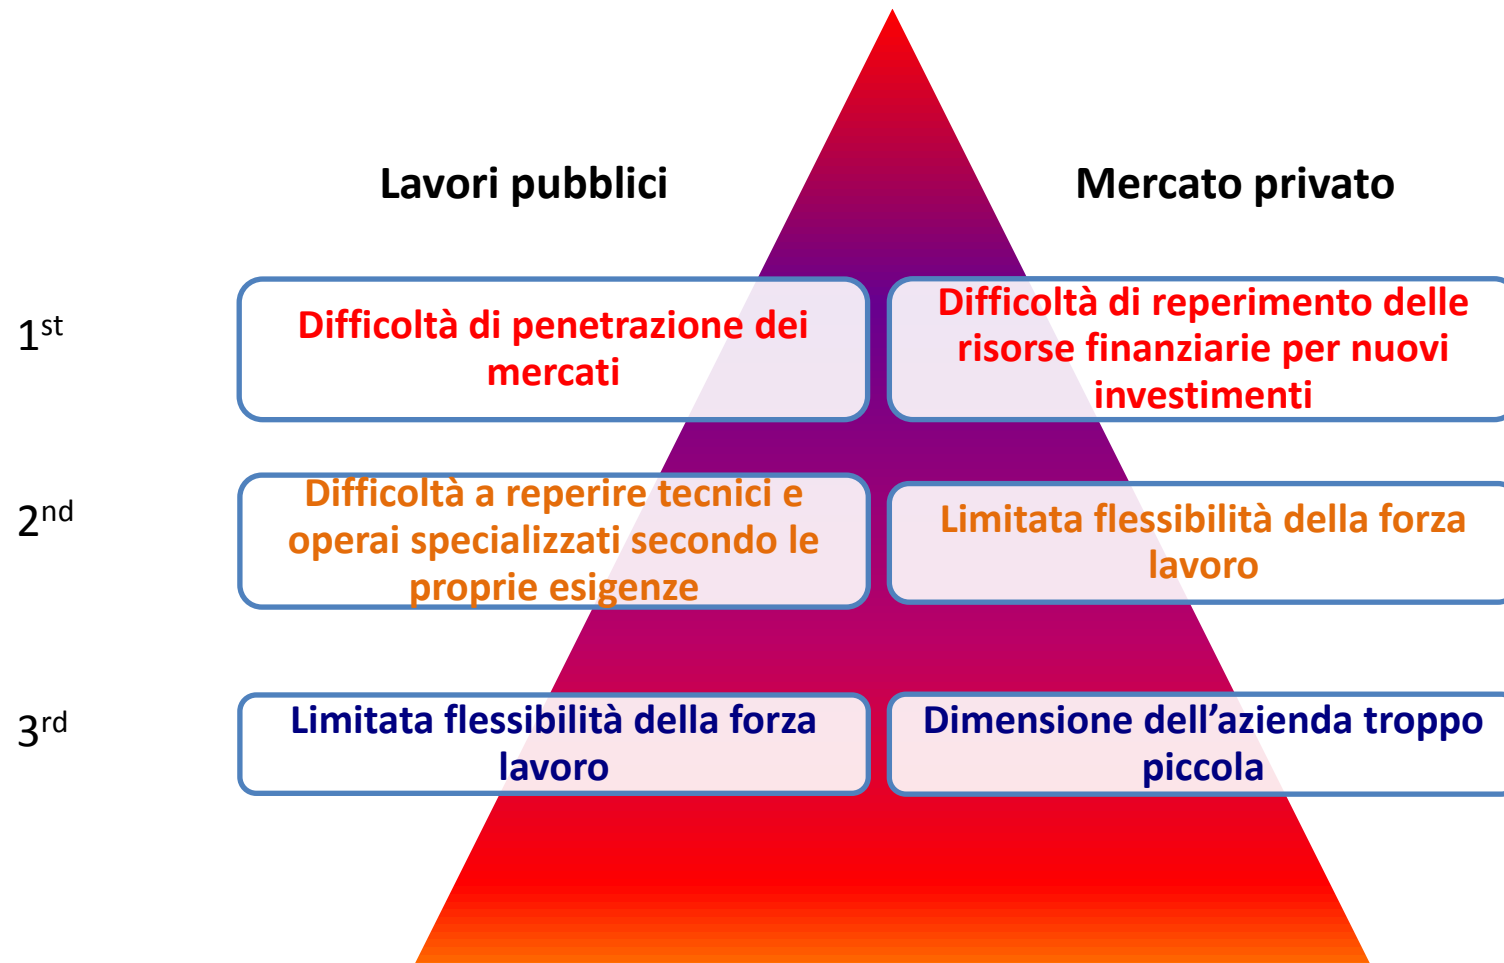 Lavori pubblici
Mercato privato
1st
Difficoltà di penetrazione dei
mercati
Difficoltà di reperimento delle
risorse finanziarie per nuovi
investimenti
2nd
Difficoltà a reperire tecnici e
operai specializzati secondo le
proprie esigenze
Limitata flessibilità della forza
lavoro
3rd
Limitata flessibilità della forza
lavoro
Dimensione dell’azienda troppo
piccola